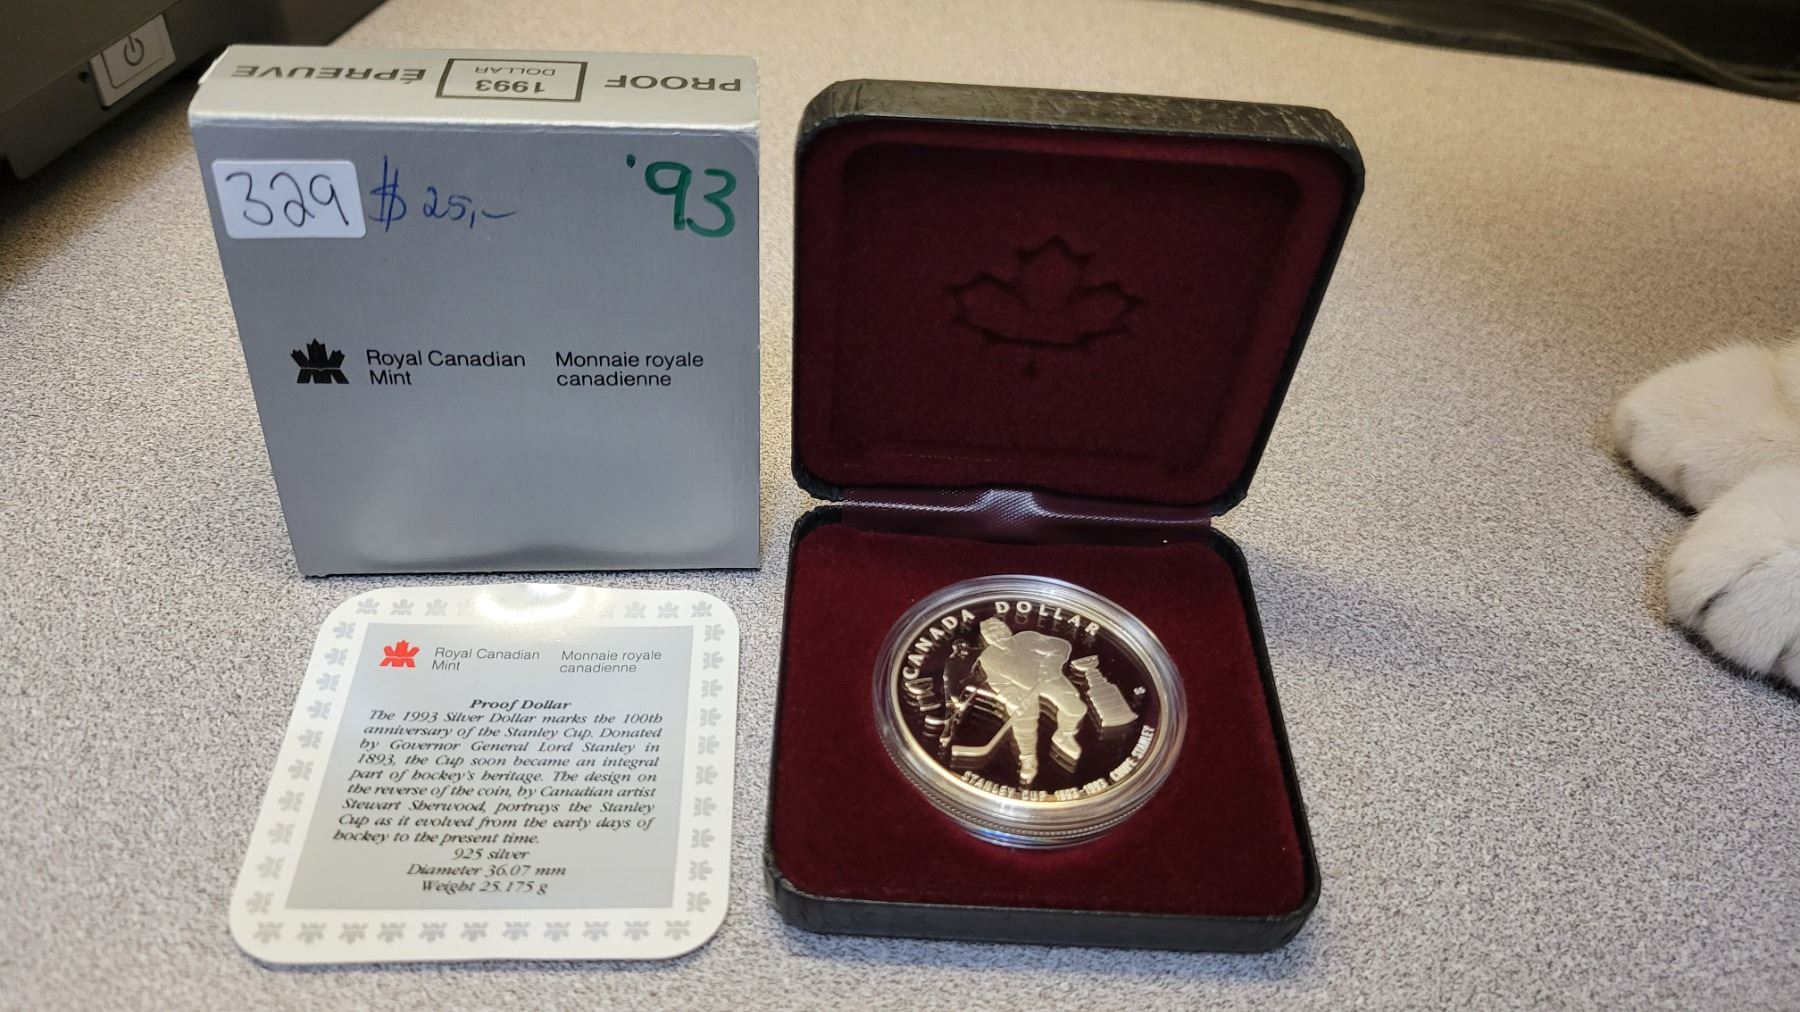 PROOF 1993 DOLLAR ÉPREUVE
329 $ 25,- '93
Royal Canadian Mint
Monnaie royale canadienne
Royal Canadian Mint
Monnaie royale canadienne
Proof Dollar
The 1993 Silver Dollar marks the 100th
anniversary of the Stanley Cup. Donated
by Governor General Lord Stanley in
1893, the Cup soon became an integral
part of hockey's heritage. The design on
the reverse of the coin, by Canadian artist
Stewart Sherwood, portrays the Stanley
Cup as it evolved from the early days of
hockey to the present time.
925 silver
Diameter 36.07 mm
Weight 25.175 g
CANADA DOLLAR
STANLEY CUP 1893-1993 COUPE STANLEY